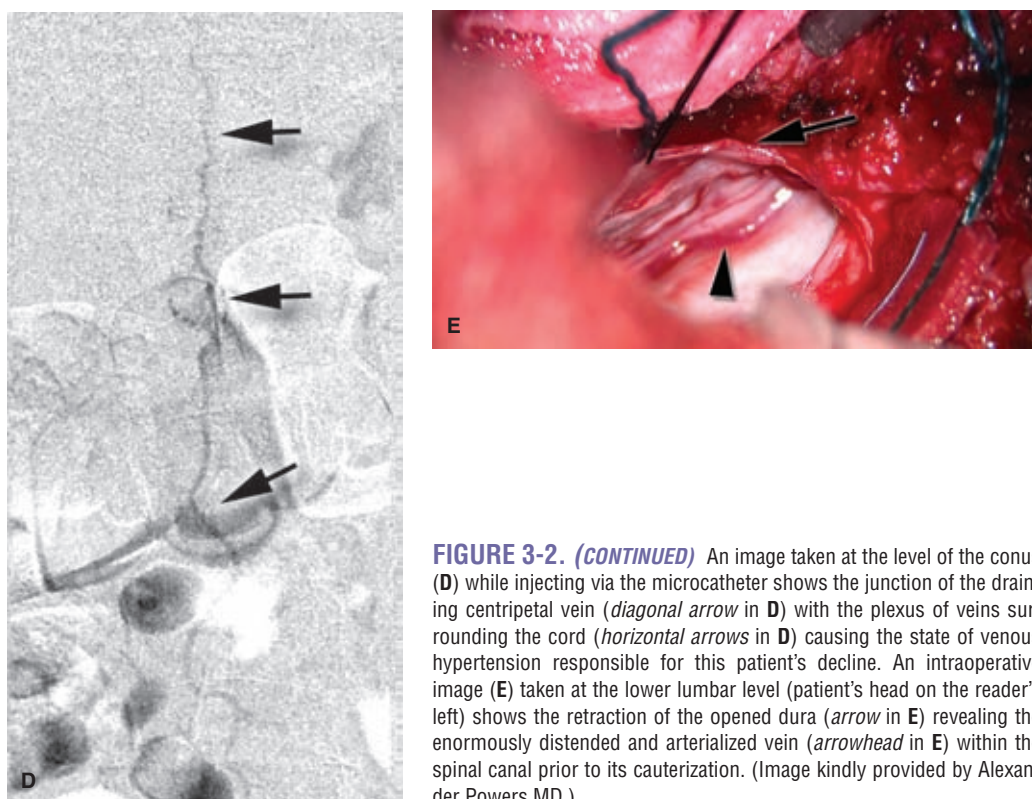 D
E
FIGURE 3-2. (CONTINUED) An image taken at the level of the conu
(D) while injecting via the microcatheter shows the junction of the drain
ing centripetal vein (diagonal arrow in D) with the plexus of veins sur
rounding the cord (horizontal arrows in D) causing the state of venou
hypertension responsible for this patient's decline. An intraoperativ
image (E) taken at the lower lumbar level (patient's head on the reader'
left) shows the retraction of the opened dura (arrow in E) revealing th
enormously distended and arterialized vein (arrowhead in E) within th
spinal canal prior to its cauterization. (Image kindly provided by Alexan
der Powers MD.)